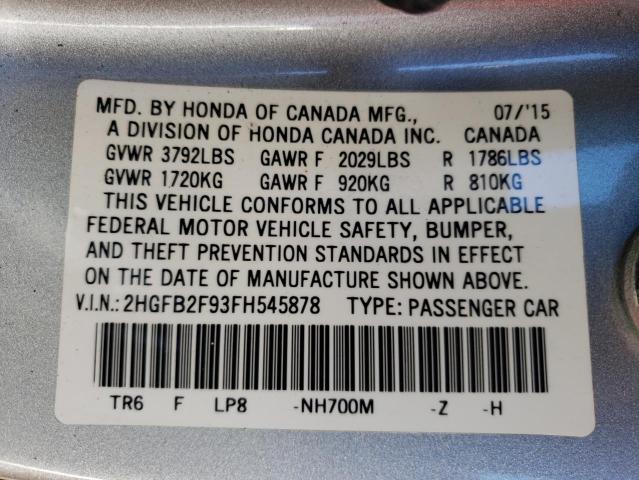 MFD. BY HONDA OF CANADA MFG., 07/'15
A DIVISION OF HONDA CANADA INC. CANADA
GVWR 3792LBS GAWR F 2029LBS R 1786LBS
GVWR 1720KG GAWR F 920KG R 810KG
THIS VEHICLE CONFORMS TO ALL APPLICABLE
FEDERAL MOTOR VEHICLE SAFETY, BUMPER,
AND THEFT PREVENTION STANDARDS IN EFFECT
ON THE DATE OF MANUFACTURE SHOWN ABOVE.
V.I.N.: 2HGFB2F93FH545878 TYPE: PASSENGER CAR
TR6 F LP8 -NH700M -Z -H